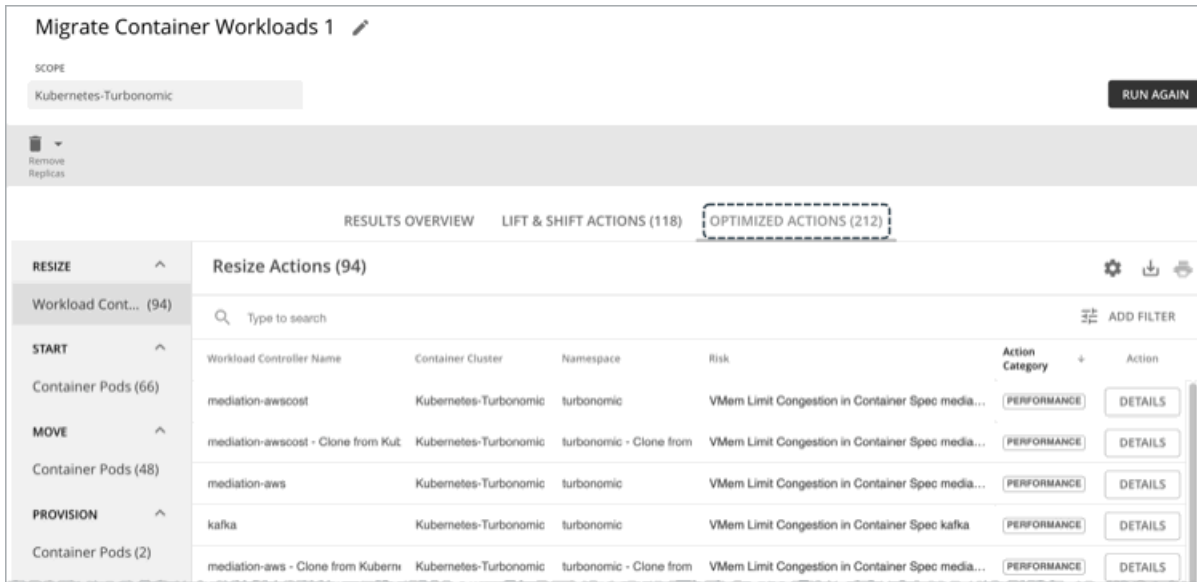 Migrate Container Workloads 1
SCOPE
Kubernetes-Turbonomic
RUN AGAIN
Remove
Replicas
RESULTS OVERVIEW LIFT & SHIFT ACTIONS (118) OPTIMIZED ACTIONS (212)
RESIZE
Workload Cont... (94)
START
Container Pods (66)
MOVE
Container Pods (48)
PROVISION
Container Pods (2)
Resize Actions (94)
Type to search
ADD FILTER
Workload Controller Name Container Cluster Namespace Risk Action Category Action
mediation-awscost Kubernetes-Turbonomic turbonomic VMem Limit Congestion in Container Spec media... PERFORMANCE DETAILS
mediation-awscost - Clone from Kub Kubernetes-Turbonomic turbonomic - Clone from VMem Limit Congestion in Container Spec media... PERFORMANCE DETAILS
mediation-aws Kubernetes-Turbonomic turbonomic VMem Limit Congestion in Container Spec media... PERFORMANCE DETAILS
kafka Kubernetes-Turbonomic turbonomic VMem Limit Congestion in Container Spec kafka PERFORMANCE DETAILS
mediation-aws - Clone from Kuberne Kubernetes-Turbonomic turbonomic - Clone from VMem Limit Congestion in Container Spec media... PERFORMANCE DETAILS